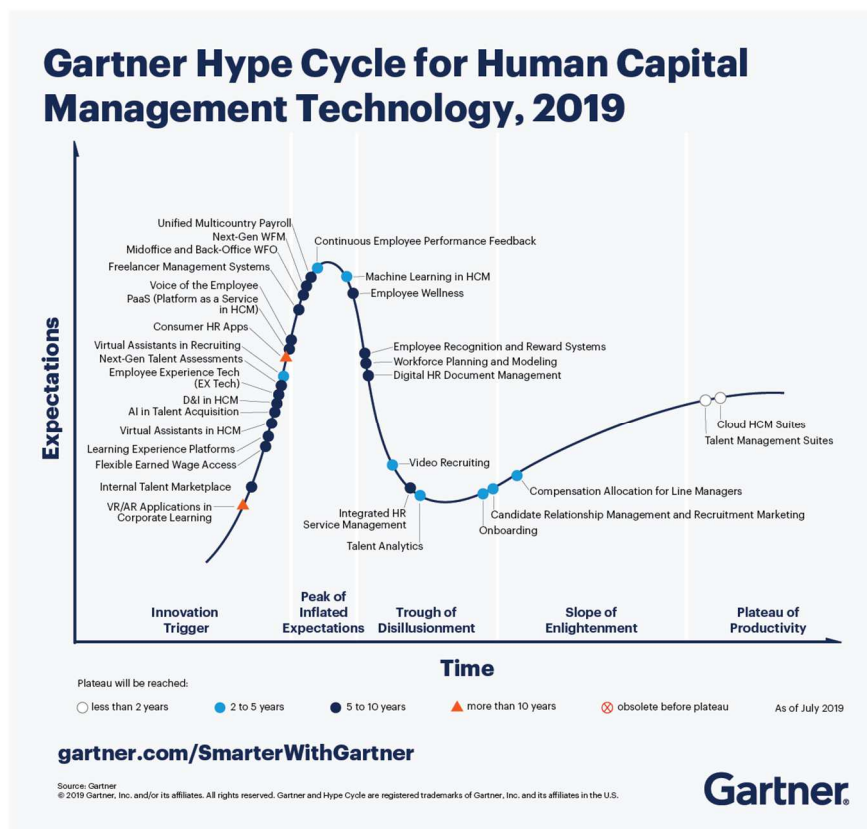 Gartner Hype Cycle for Human Capital
Management Technology, 2019
Expectations
Unified Multicountry Payroll
Next-Gen WFM
Midoffice and Back-Office WFO
Freelancer Management Systems
Voice of the Employee
PaaS (Platform as a Service
in HCM)
Consumer HR Apps
Virtual Assistants in Recruiting
Next-Gen Talent Assessments
Employee Experience Tech
(EX Tech)
D&I in HCM
AI in Talent Acquisition
Virtual Assistants in HCM
Learning Experience Platforms
Flexible Earned Wage Access
Internal Talent Marketplace
VR/AR Applications in
Corporate Learning
Continuous Employee Performance Feedback
Machine Learning in HCM
Employee Wellness
Employee Recognition and Reward Systems
Workforce Planning and Modeling
Digital HR Document Management
Video Recruiting
Integrated HR
Service Management
Talent Analytics
Onboarding
Candidate Relationship Management and Recruitment Marketing
Compensation Allocation for Line Managers
Cloud HCM Suites
Talent Management Suites
Innovation
Trigger
Peak of
Inflated
Expectations
Trough of
Disillusionment
Slope of
Enlightenment
Plateau of
Productivity
Time
Plateau will be reached:
less than 2 years
2 to 5 years
5 to 10 years
more than 10 years
obsolete before plateau
As of July 2019
gartner.com/SmarterWithGartner
Source: Gartner
© 2019 Gartner, Inc. and/or its affiliates. All rights reserved. Gartner and Hype Cycle are registered trademarks of Gartner, Inc. and its affiliates in the U.S.
Gartner®